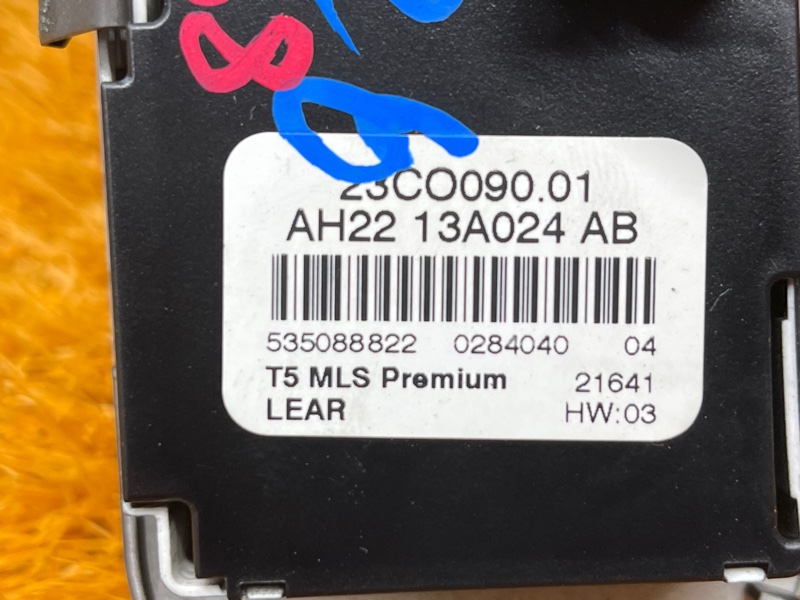 23CO090.01
AH22 13A024 AB
535088822 0284040 04
T5 MLS Premium 21641
LEAR HW:03